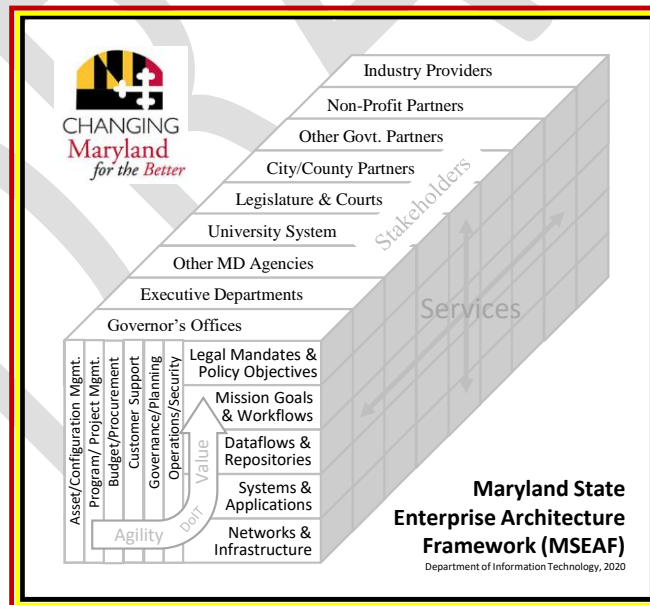 CHANGING
Maryland
for the Better
Industry Providers
Non-Profit Partners
Other Govt. Partners
City/County Partners
Legislature & Courts
University System
Other MD Agencies
Executive Departments
Governor's Offices
Stakeholders
Services
Asset/Configuration Mgmt.
Program/ Project Mgmt.
Budget/Procurement
Customer Support
Governance/Planning
Operations/Security
Legal Mandates &
Policy Objectives
Mission Goals
& Workflows
Dataflows &
Repositories
Systems &
Applications
Networks &
Infrastructure
Agility
DoIT
Value
Maryland State
Enterprise Architecture
Framework (MSEAF)
Department of Information Technology, 2020